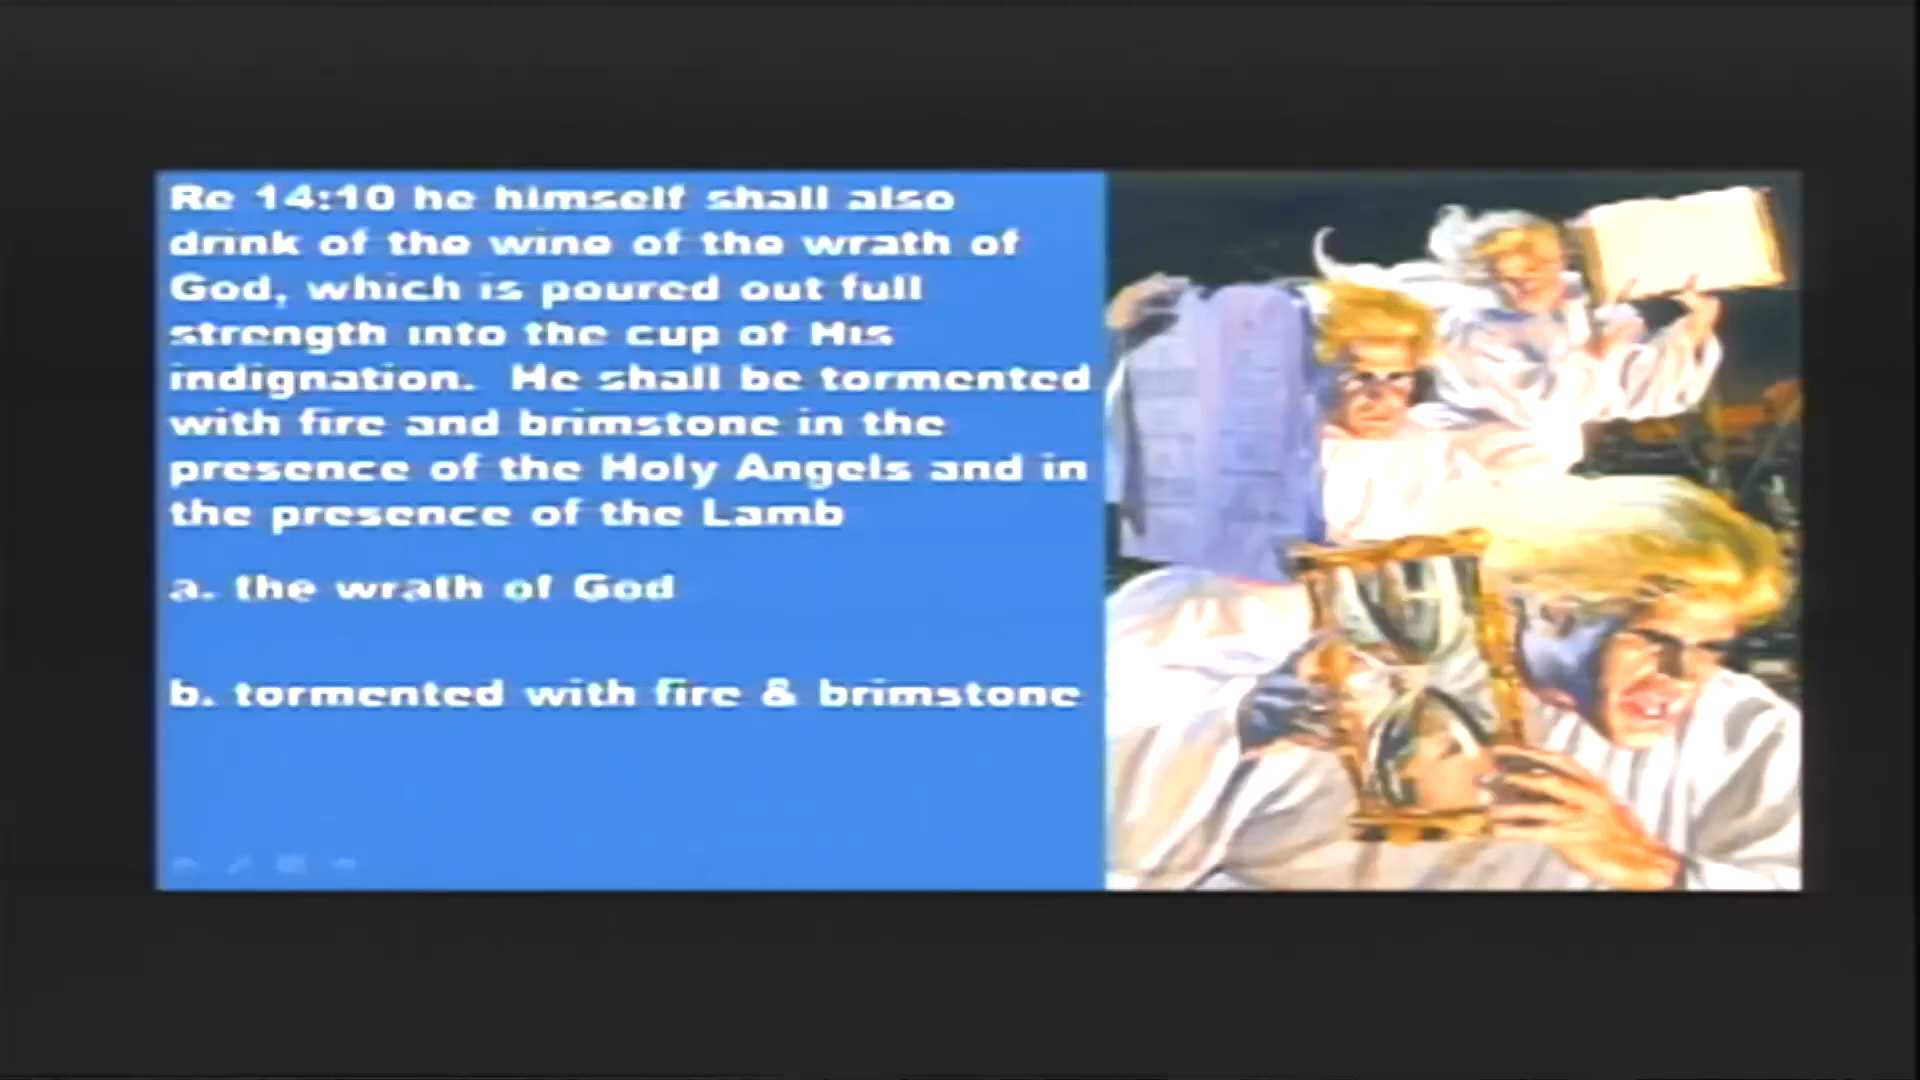 Re 14:10 he himself shall also
drink of the wine of the wrath of
God, which is poured out full
strength into the cup of His
indignation.  He shall be tormented
with fire and brimstone in the
presence of the Holy Angels and in
the presence of the Lamb
a. the wrath of God
b. tormented with fire & brimstone